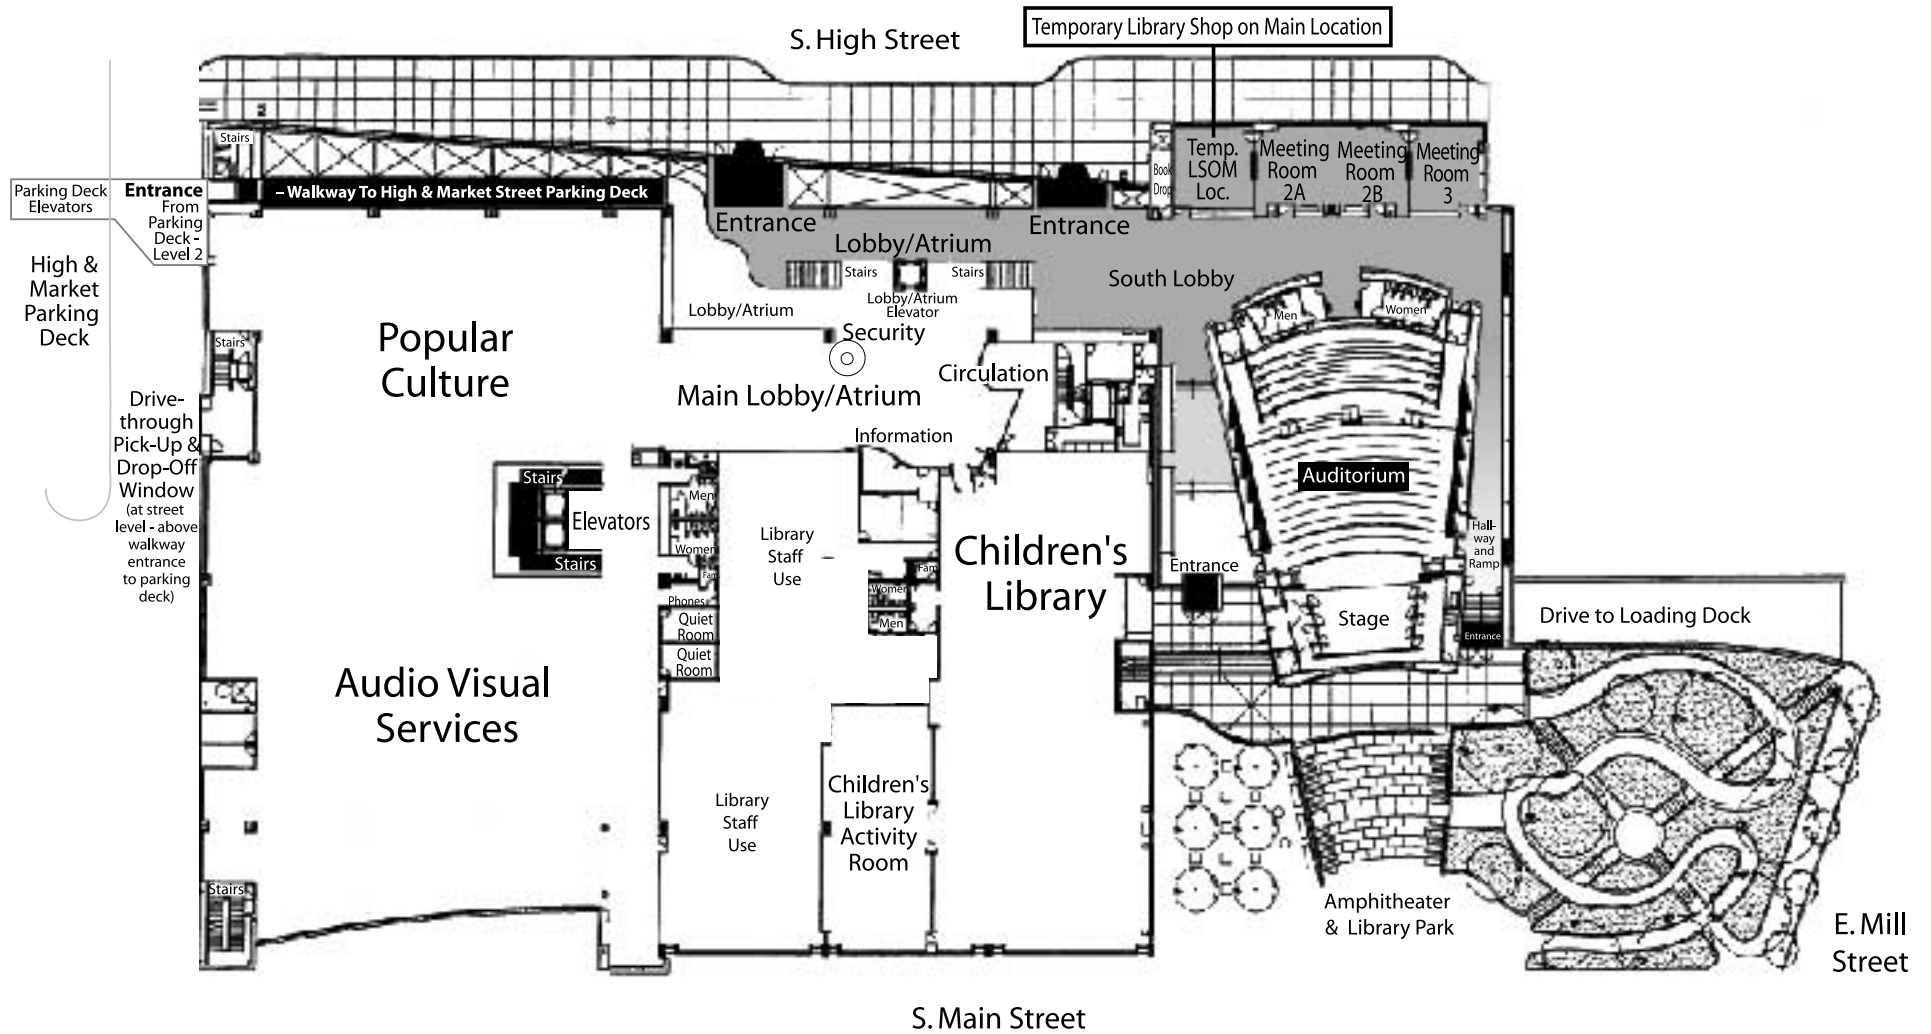 Temporary Library Shop on Main Location
S. High Street
Stairs
Parking Deck
Elevators
Entrance
From
Parking
Deck -
Level 2
– Walkway To High & Market Street Parking Deck
High &
Market
Parking
Deck
Drive-
through
Pick-Up &
Drop-Off
Window
(at street
level - above
walkway
entrance
to parking
deck)
Book
Drop
Temp.
LSOM
Loc.
Meeting
Room
2A
Meeting
Room
2B
Meeting
Room
3
Entrance
Entrance
Lobby/Atrium
Stairs
Stairs
Lobby/Atrium
Elevator
Lobby/Atrium
South Lobby
Security
Main Lobby/Atrium
Circulation
Information
Men
Women
Popular
Culture
Stairs
Stairs
Elevators
Stairs
Men
Women
Fam
Phones
Quiet
Room
Quiet
Room
Library
Staff
Use
Fam
Women
Men
Children's
Library
Auditorium
Hall-
way
and
Ramp
Entrance
Stage
Entrance
Drive to Loading Dock
Audio Visual
Services
Stairs
Library
Staff
Use
Children's
Library
Activity
Room
Amphitheater
& Library Park
E. Mill
Street
S. Main Street